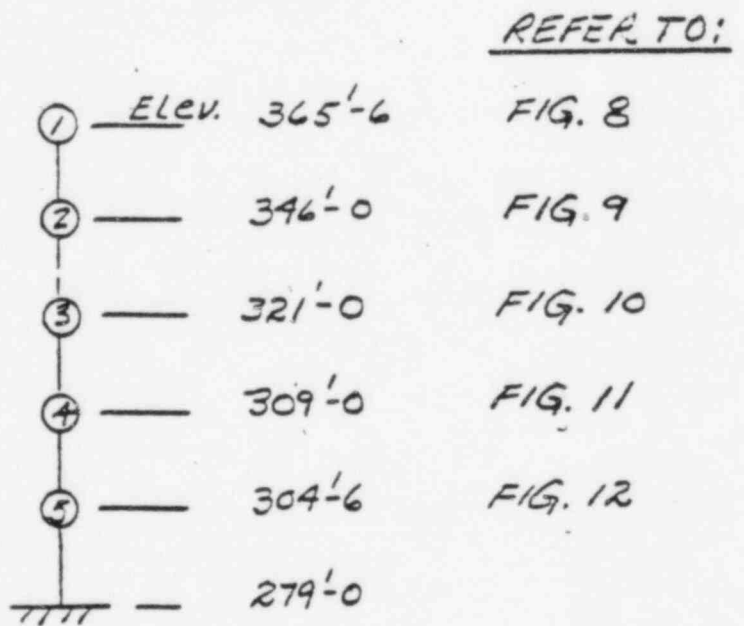 REFER TO:
1 Elev. 365'-6 FIG. 8
2 346'-0 FIG. 9
3 321'-0 FIG. 10
4 309'-0 FIG. 11
5 304'-6 FIG. 12
279'-0